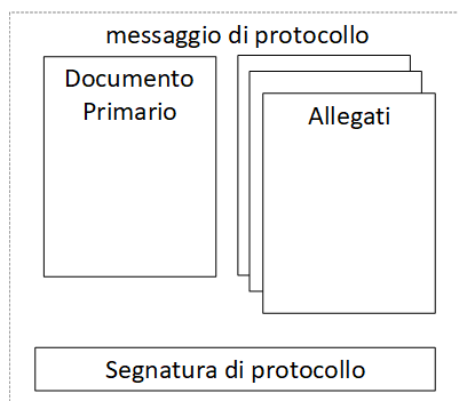 messaggio di protocollo
Documento
Primario
Allegati
Segnatura di protocollo